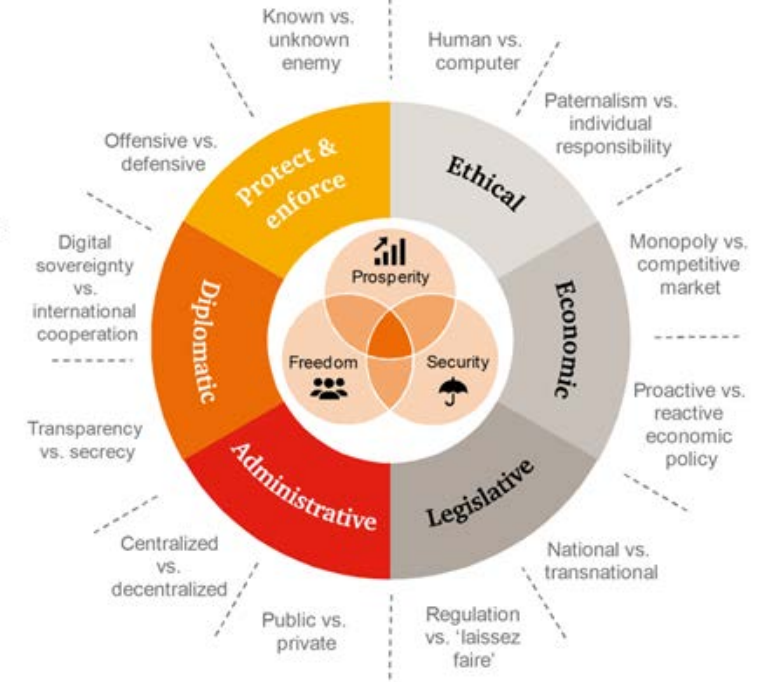 Known vs.
unknown
enemy
Human vs.
computer
Paternalism vs.
individual
responsibility
Offensive vs.
defensive
Protect &
enforce
Ethical
Digital
sovereignty
vs.
international
cooperation
Monopoly vs.
competitive
market
Prosperity
Diplomatic
Economic
Freedom
Security
Proactive vs.
reactive
economic
policy
Transparency
vs. secrecy
Administrative
Legislative
Centralized
vs.
decentralized
National vs.
transnational
Public vs.
private
Regulation
vs. ‘laissez
faire’